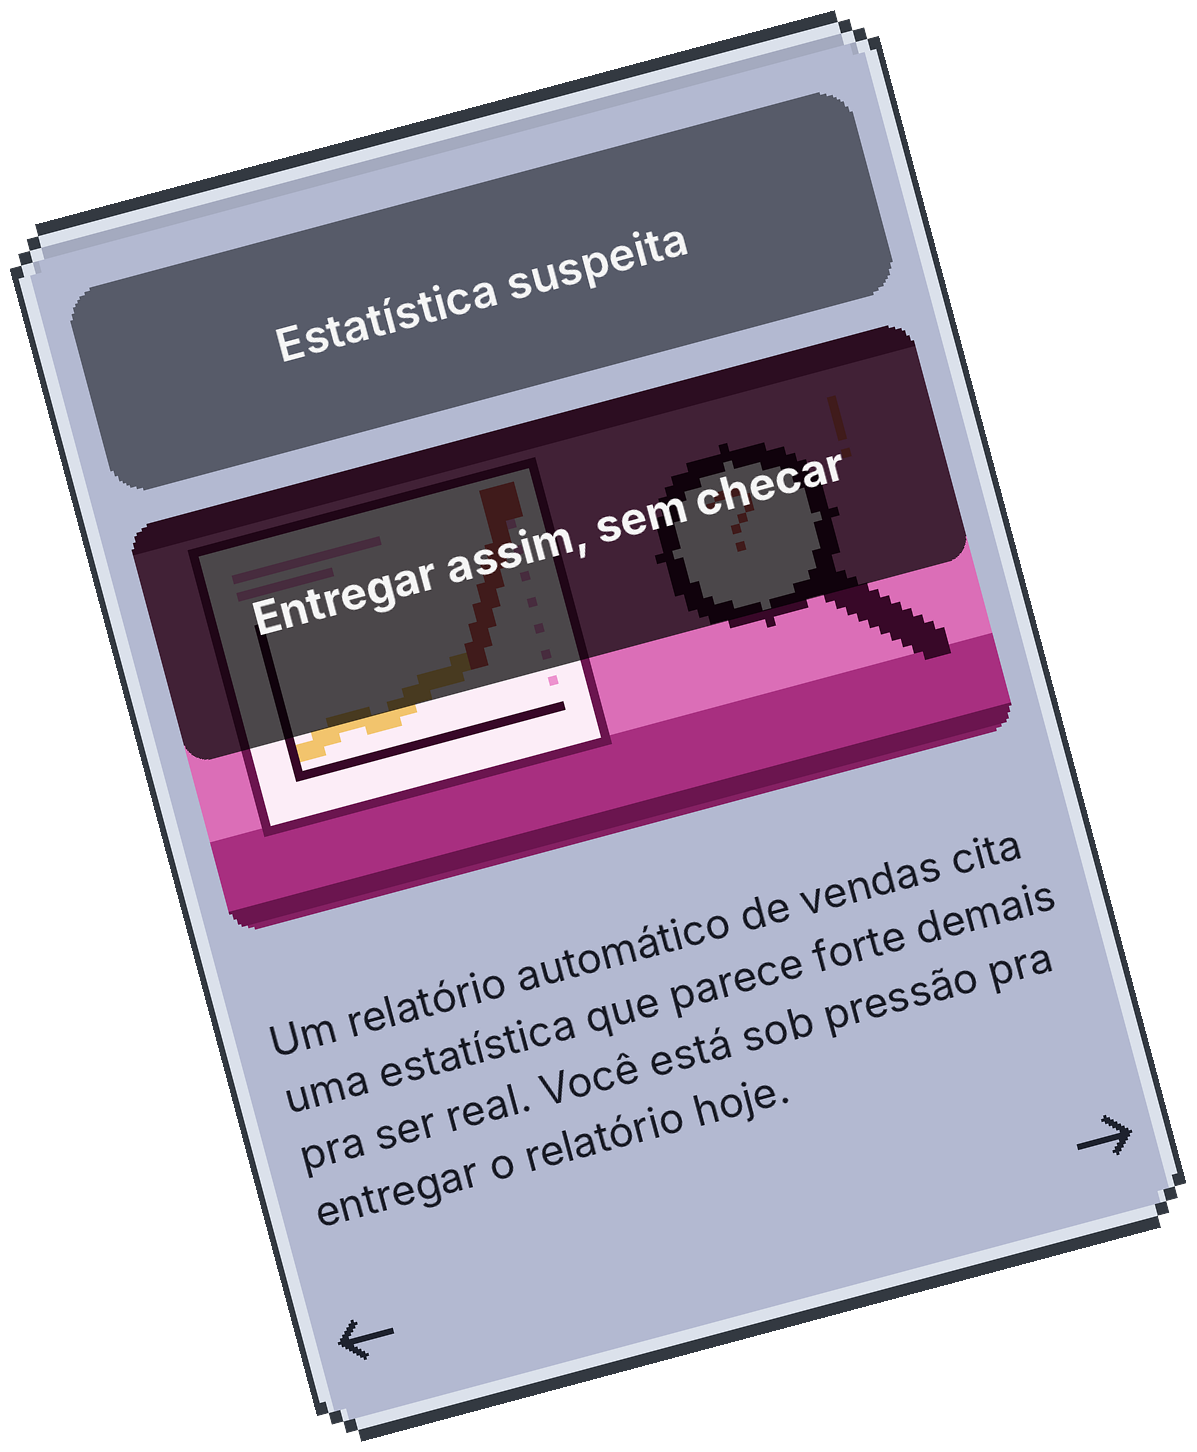 Estatística suspeita
Entregar assim, sem checar
Um relatório automático de vendas cita
uma estatística que parece forte demais
pra ser real. Você está sob pressão pra
entregar o relatório hoje.